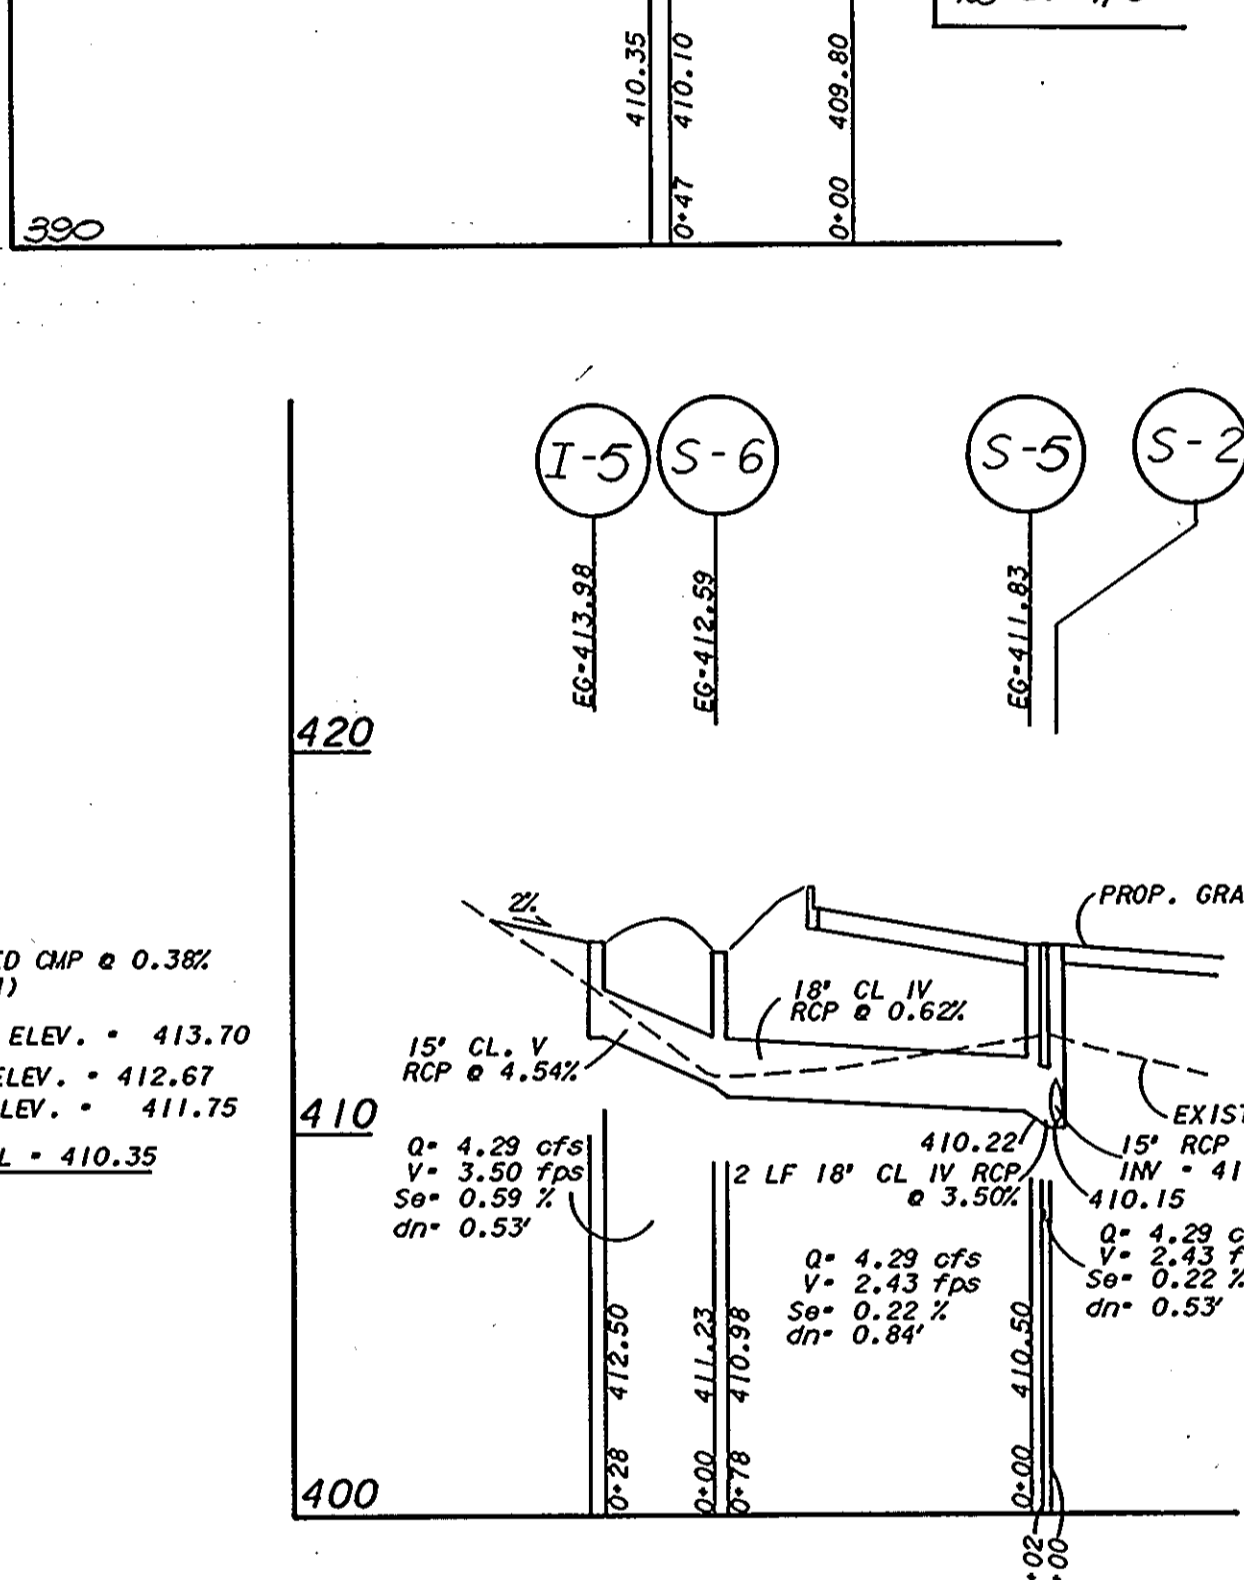 410.35
410.10
409.80
0+47
0+00
390
I-5
S-6
S-5
S-2
EG=413.98
EG=412.59
EG=411.83
420
2%
PROP. GRA
ED CMP @ 0.38%
ELEV. = 413.70
ELEV. = 412.67
LEV. = 411.75
L = 410.35
18" CL IV
RCP @ 0.62%
15" CL. V
RCP @ 4.54%
410
EXIST
410.22
15" RCP
INV = 41
2 LF 18" CL IV RCP
@ 3.50%
410.15
Q= 4.29 cfs
V= 3.50 fps
Se= 0.59 %
dn= 0.53'
Q= 4.29 cfs
V= 2.43 fps
Se= 0.22 %
dn= 0.84'
Q= 4.29 c
V= 2.43 f
Se= 0.22 %
dn= 0.53'
412.50
411.23
410.98
410.50
0+28
0+00
0+78
0+00
400
+02
+00